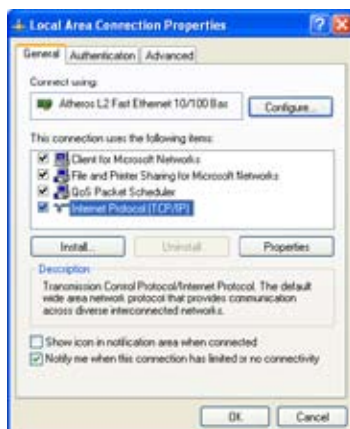 Local Area Connection Properties
General Authentication Advanced
Connect using:
Atheros L2 Fast Ethernet 10/100 Bas
Configure...
This connection uses the following items:
Client for Microsoft Networks
File and Printer Sharing for Microsoft Networks
QoS Packet Scheduler
Internet Protocol (TCP/IP)
Install... Uninstall Properties
Description
Transmission Control Protocol/Internet Protocol. The default
wide area network protocol that provides communication
across diverse interconnected networks.
Show icon in notification area when connected
Notify me when this connection has limited or no connectivity
OK Cancel